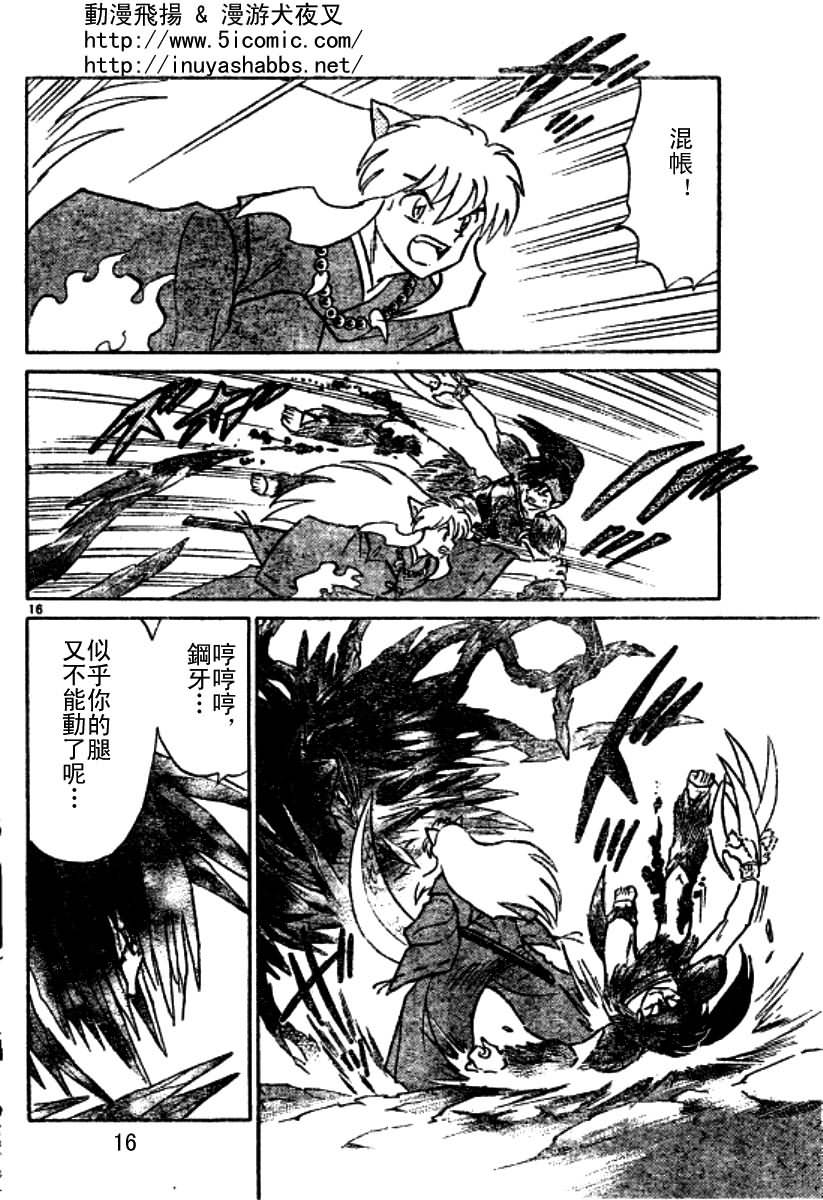 動漫飛揚 & 漫游犬夜叉
http://www.5icomic.com/
http://inuyashabbs.net/
混帳！
16
哼哼哼，
鋼牙…
似乎你的腿
又不能動了呢…
16